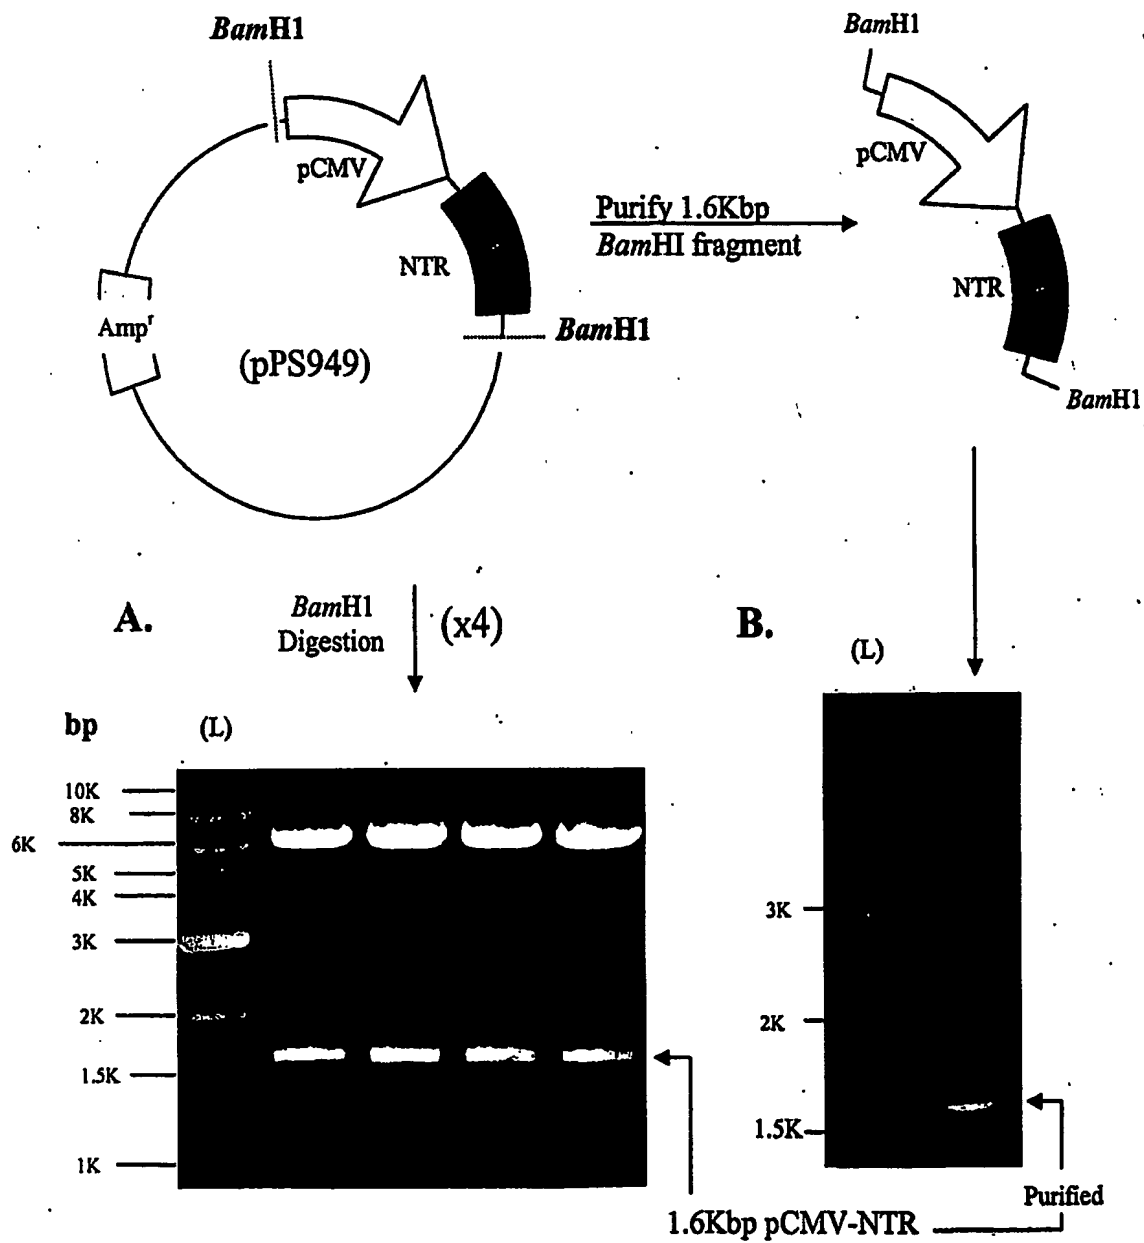 BamH1
BamH1
pCMV
pCMV
Purify 1.6Kbp
BamHI fragment
NTR
NTR
Ampr
BamH1
(pPS949)
BamH1
A.
BamH1
Digestion
(x4)
B.
(L)
bp
(L)
10K
8K
6K
5K
4K
3K
2K
1.5K
1K
3K
2K
1.5K
Purified
1.6Kbp pCMV-NTR